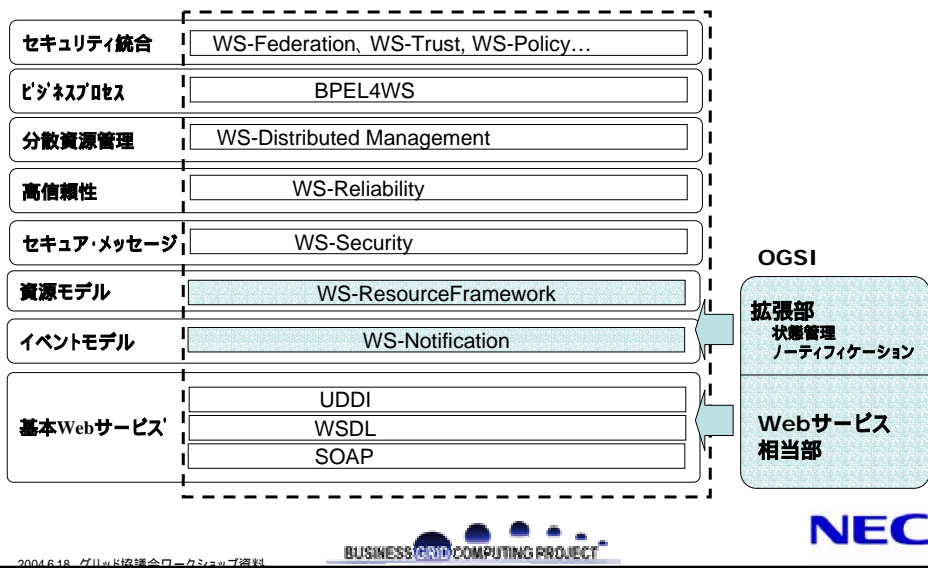 セキュリティ統合 WS-Federation、WS-Trust, WS-Policy…
ビジネスプロセス BPEL4WS
分散資源管理 WS-Distributed Management
高信頼性 WS-Reliability
セキュア・メッセージ WS-Security
資源モデル WS-ResourceFramework
イベントモデル WS-Notification
基本Webサービス
UDDI
WSDL
SOAP
OGSI
拡張部
状態管理
ノーティフィケーション
Webサービス
相当部
NEC
BUSINESS GRID COMPUTING PROJECT
2004.6.18 グリッド協議会ワークショップ資料